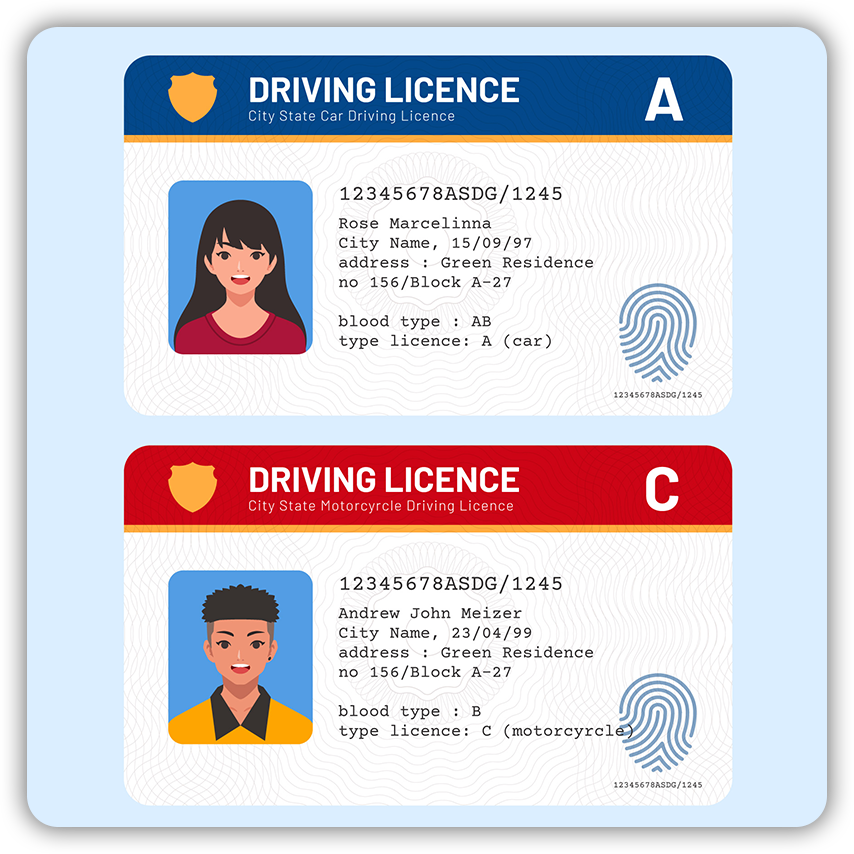 DRIVING LICENCE
City State Car Driving Licence
A
12345678ASDG/1245
Rose Marcelinna
City Name, 15/09/97
address : Green Residence
no 156/Block A-27
blood type : AB
type licence: A (car)
12345678ASDG/1245
DRIVING LICENCE
City State Motorcyrcle Driving Licence
C
12345678ASDG/1245
Andrew John Meizer
City Name, 23/04/99
address : Green Residence
no 156/Block A-27
blood type : B
type licence: C (motorcyrcle)
12345678ASDG/1245